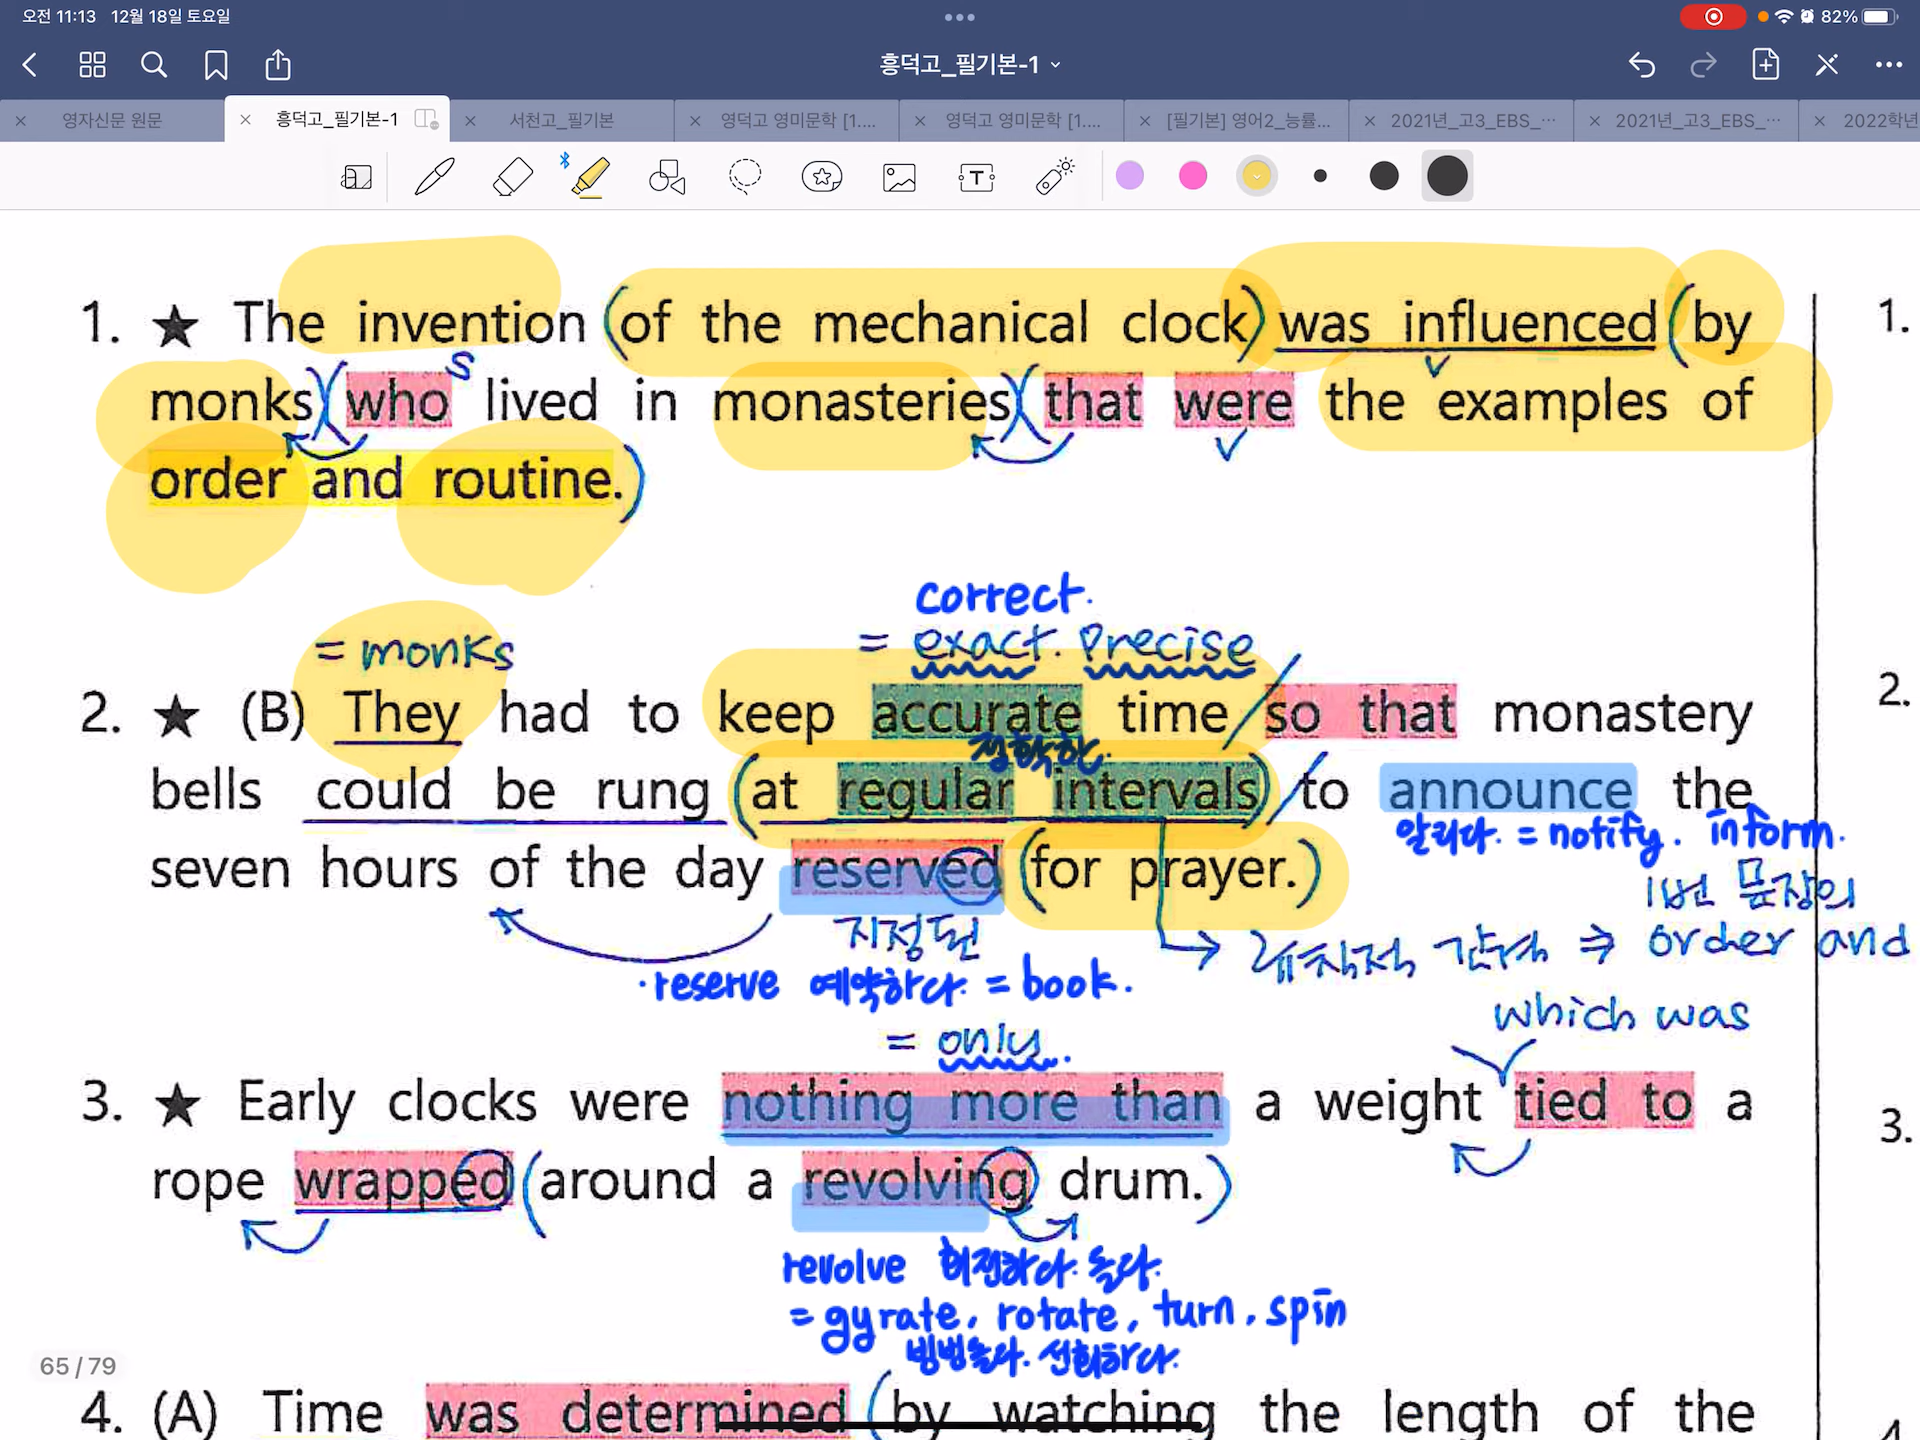 오전 11:13 12월 18일 토요일 82%
흥덕고_필기본-1
영자신문 원문 흥덕고_필기본-1 서천고_필기본 영덕고 영미문학 [1.... 영덕고 영미문학 [1.... [필기본] 영어2_능률... 2021년_고3_EBS_... 2021년_고3_EBS_... 2022학년
1. ★ The invention (of the mechanical clock) was influenced (by
monks)(who lived in monasteries)(that were the examples of
s
order and routine.)
correct.
= monks = exact. Precise
2. ★ (B) They had to keep accurate time / so that monastery
정확한.
bells could be rung (at regular intervals) / to announce the
알리다. = notify. inform.
seven hours of the day reserved (for prayer.)
1번 문장의
지정된 규칙적 간격 ⇒ order and
· reserve 예약하다. = book.
which was
= only.
3. ★ Early clocks were nothing more than a weight tied to a
rope wrapped (around a revolving drum.)
revolve 회전하다. 돌다.
= gyrate, rotate, turn, spin
빙빙돌다. 선회하다.
65 / 79
4. (A) Time was determined (by watching the length of the
1.
2.
3.
4